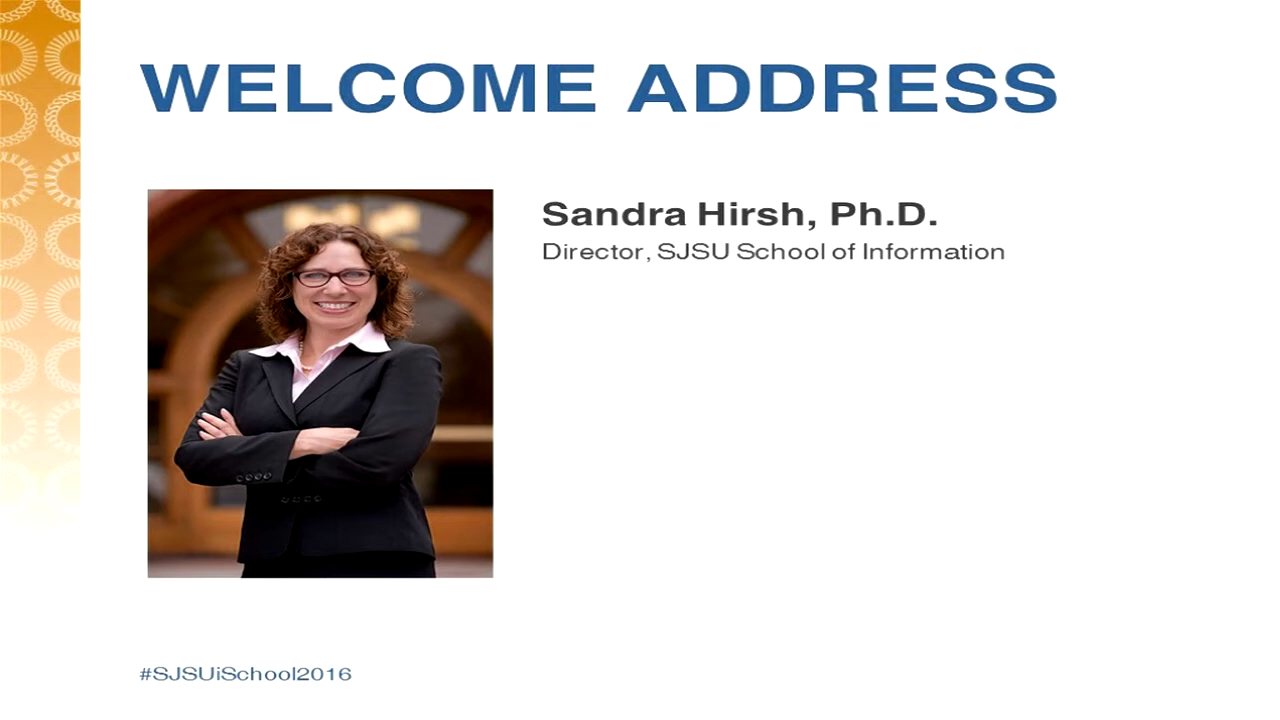 WELCOME ADDRESS
Sandra Hirsh, Ph.D.
Director, SJSU School of Information
#SJSUiSchool2016